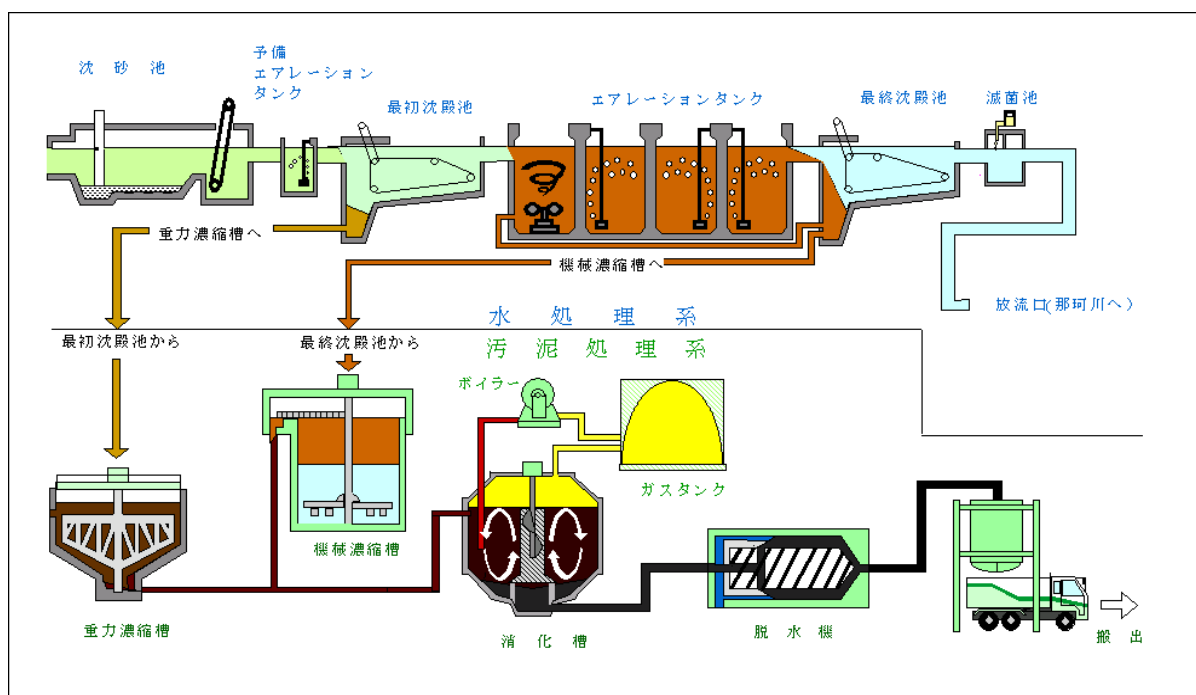 沈砂池
予備
エアレーション
タンク
最初沈殿池
エアレーションタンク
最終沈殿池
滅菌池
重力濃縮槽へ
機械濃縮槽へ
放流口(那珂川へ)
水処理系
最初沈殿池から
最終沈殿池から
汚泥処理系
ボイラー
ガスタンク
機械濃縮槽
重力濃縮槽
消化槽
脱水機
搬出